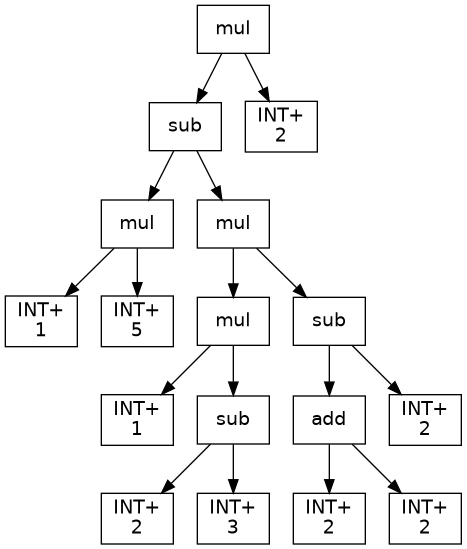 mul
sub
INT+
2
mul
mul
INT+
1
INT+
5
mul
sub
INT+
1
sub
add
INT+
2
INT+
2
INT+
3
INT+
2
INT+
2